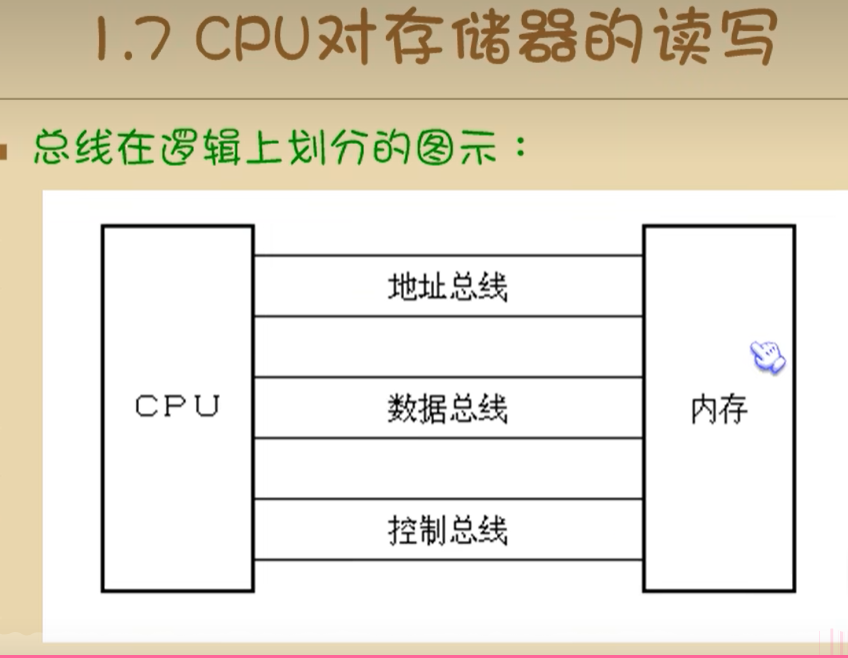 1.7 CPU对存储器的读写
总线在逻辑上划分的图示：
地址总线
CPU
数据总线
内存
控制总线